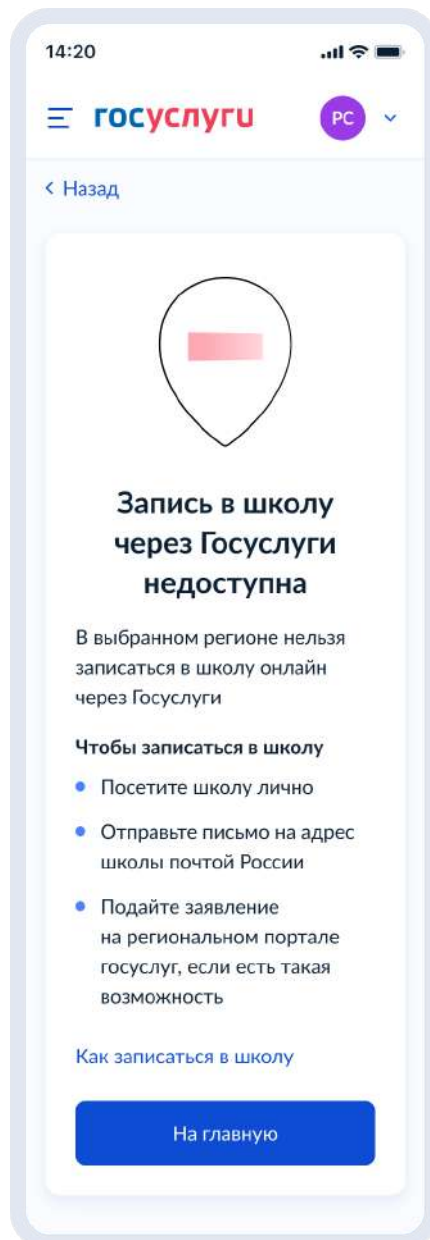 14:20
госуслуги
РС
Назад
Запись в школу
через Госуслуги
недоступна
В выбранном регионе нельзя
записаться в школу онлайн
через Госуслуги
Чтобы записаться в школу
Посетите школу лично
Отправьте письмо на адрес
школы почтой России
Подайте заявление
на региональном портале
госуслуг, если есть такая
возможность
Как записаться в школу
На главную